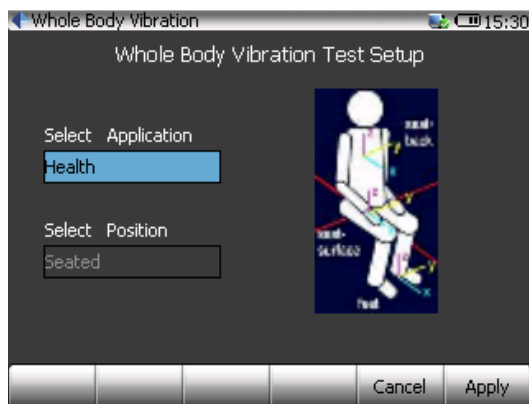 Whole Body Vibration 15:30
Whole Body Vibration Test Setup
Select Application
Health
Select Position
Seated
seat-
back
z
y
x
z
y
seat-
surface
z
y
x
feet
Cancel Apply